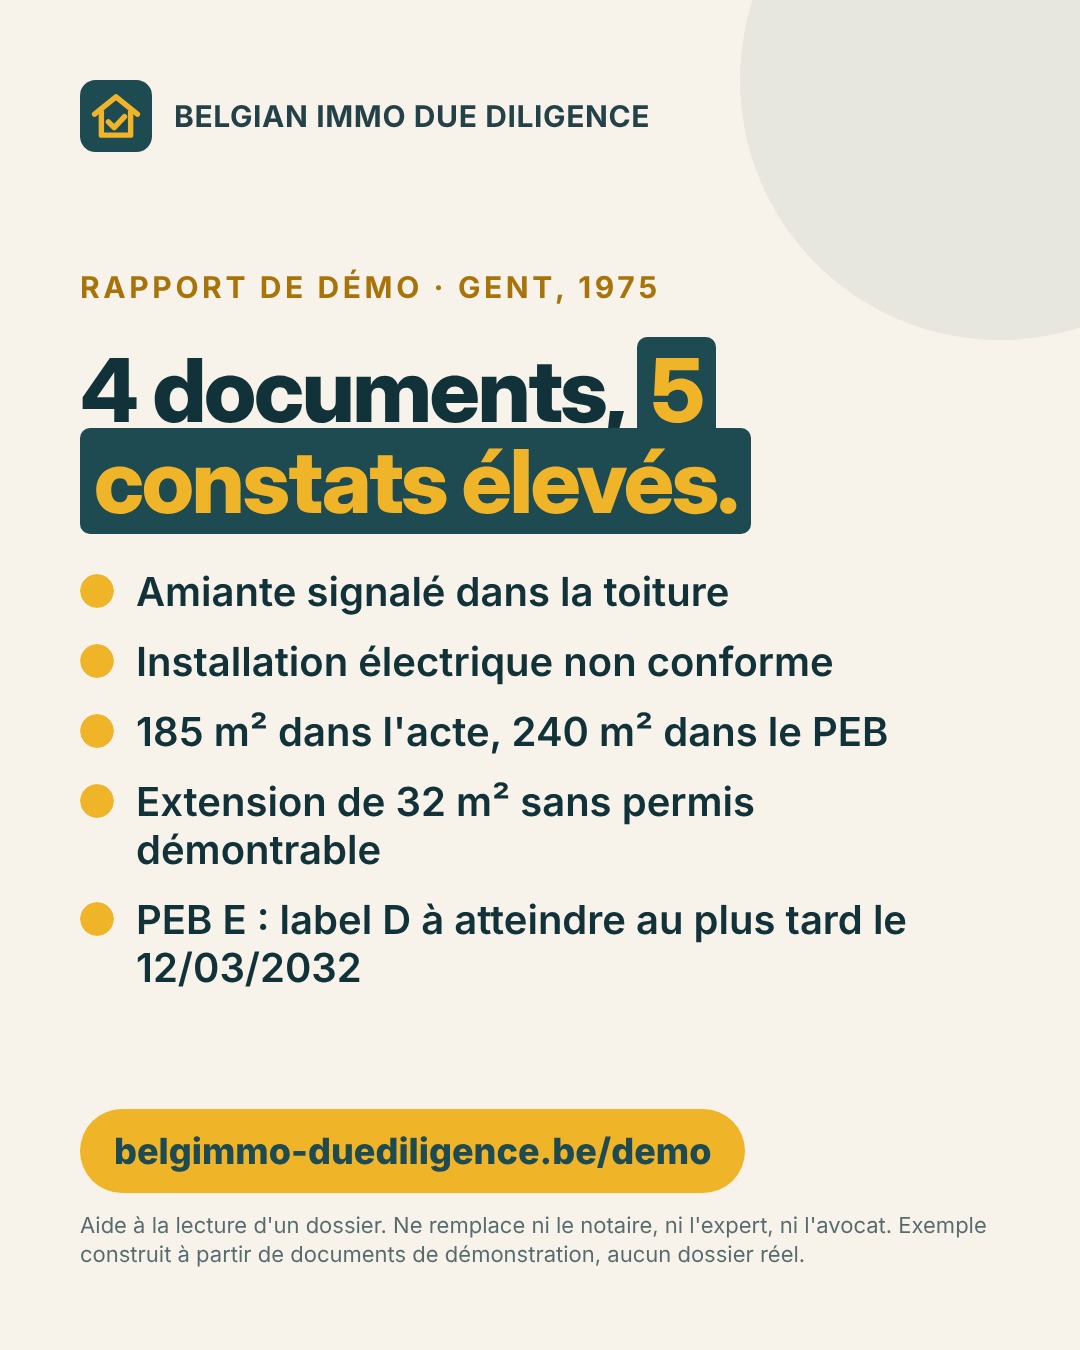 BELGIAN IMMO DUE DILIGENCE
RAPPORT DE DÉMO · GENT, 1975
4 documents, 5
constats élevés.
Amiante signalé dans la toiture
Installation électrique non conforme
185 m² dans l'acte, 240 m² dans le PEB
Extension de 32 m² sans permis
démontrable
PEB E : label D à atteindre au plus tard le
12/03/2032
belgimmo-duediligence.be/demo
Aide à la lecture d'un dossier. Ne remplace ni le notaire, ni l'expert, ni l'avocat. Exemple
construit à partir de documents de démonstration, aucun dossier réel.